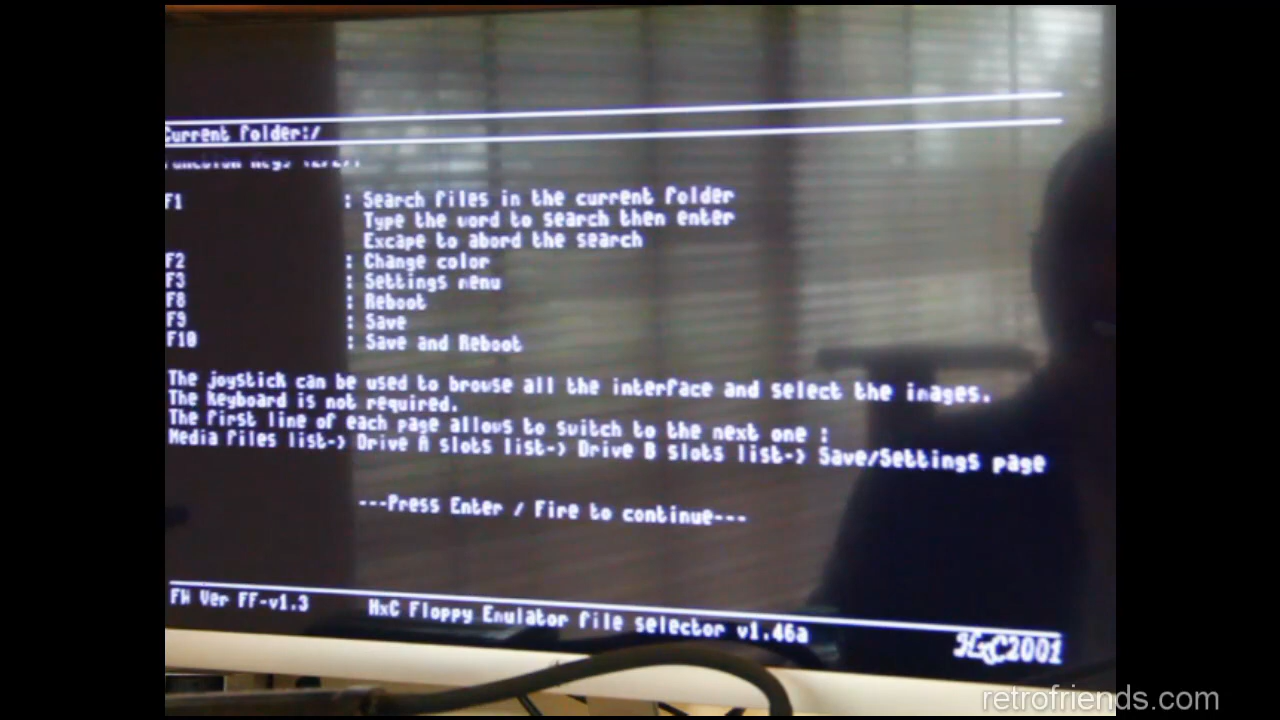 Current folder:/
Function keys (2/2):
F1 : Search files in the current folder
Type the word to search then enter
Escape to abord the search
F2 : Change color
F3 : Settings menu
F8 : Reboot
F9 : Save
F10 : Save and Reboot
The joystick can be used to browse all the interface and select the images.
The Keyboard is not required.
The first line of each page allows to switch to the next one :
Media files list-> Drive A slots list-> Drive B slots list-> Save/Settings page
---Press Enter / Fire to continue---
FW Ver FF-v1.3 HxC Floppy Emulator file selector v1.46a
HxC2001
retrofriends.com